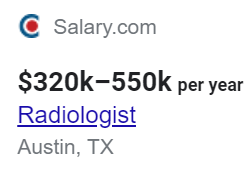 Salary.com
$320k–550k per year
Radiologist
Austin, TX